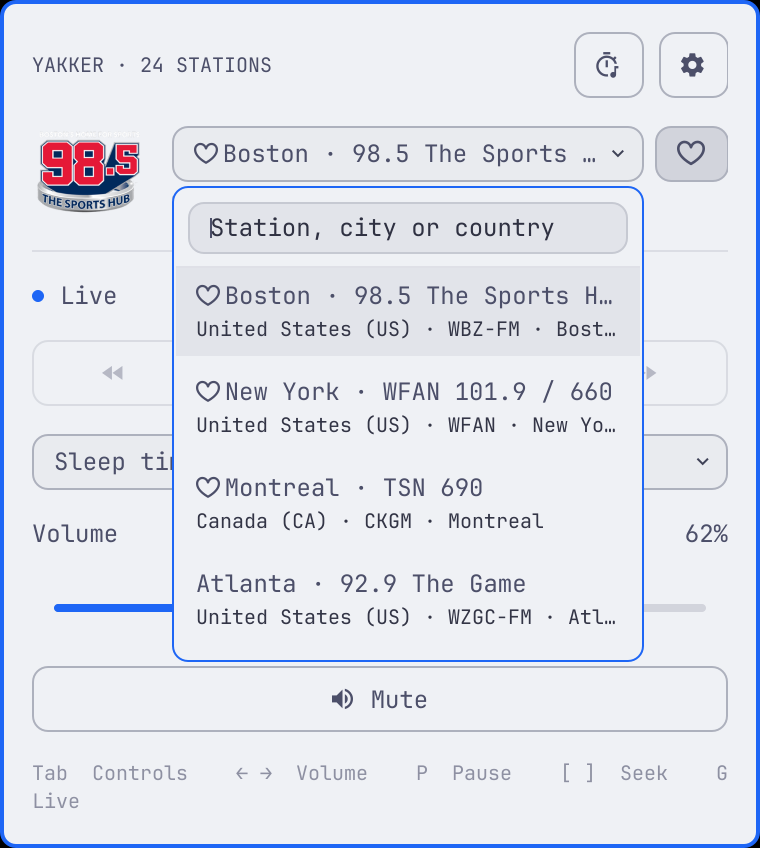 YAKKER · 24 STATIONS
98.5
THE SPORTS HUB
Boston · 98.5 The Sports …
Station, city or country
Boston · 98.5 The Sports H…
United States (US) · WBZ-FM · Bost…
New York · WFAN 101.9 / 660
United States (US) · WFAN · New Yo…
Montreal · TSN 690
Canada (CA) · CKGM · Montreal
Atlanta · 92.9 The Game
United States (US) · WZGC-FM · Atl…
Live
Sleep tim
Volume 62%
Mute
Tab Controls ← → Volume P Pause [ ] Seek G
Live